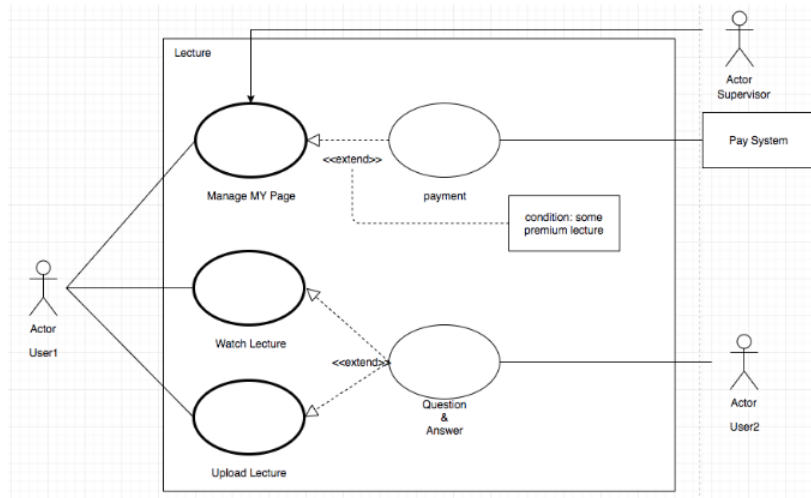 Lecture
Actor
Supervisor
Pay System
<<extend>>
Manage MY Page
payment
condition: some
premium lecture
Actor
User1
Watch Lecture
<<extend>>
Question
&
Answer
Actor
User2
Upload Lecture